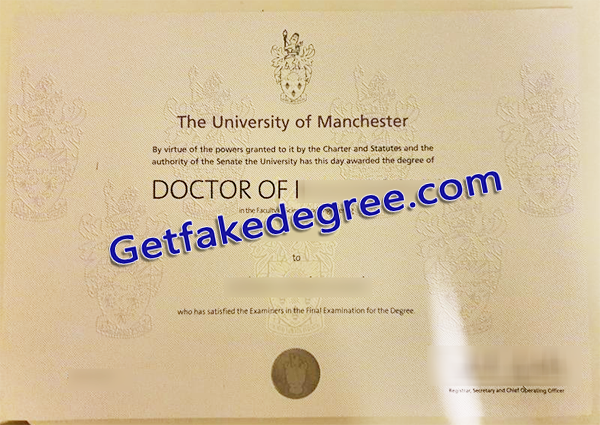 The University of Manchester
By virtue of the powers granted to it by the Charter and Statutes and the
authority of the Senate the University has this day awarded the degree of
DOCTOR OF
in the Faculty
Getfakedegree.com
to
who has satisfied the Examiners in the Final Examination for the Degree.
Registrar, Secretary and Chief Operating Officer